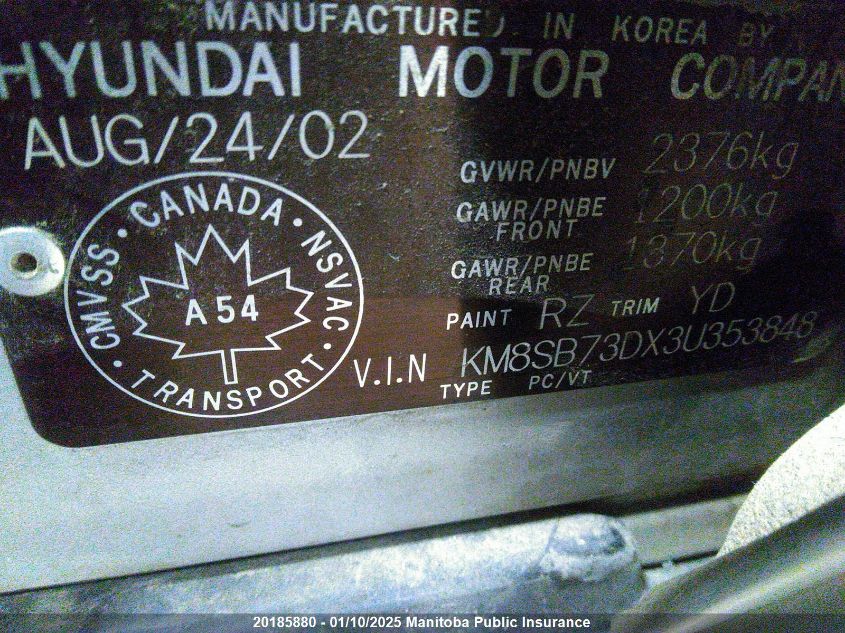 MANUFACTURED IN KOREA BY
HYUNDAI MOTOR COMPAN
AUG/24/02
GVWR/PNBV 2376kg
GAWR/PNBE FRONT 1200kg
GAWR/PNBE REAR 1370kg
PAINT RZ TRIM YD
V.I.N KM8SB73DX3U353848
TYPE PC/VT
CMVSS • CANADA • NSVAC • TRANSPORT •
A 54
20185880 - 01/10/2025 Manitoba Public Insurance